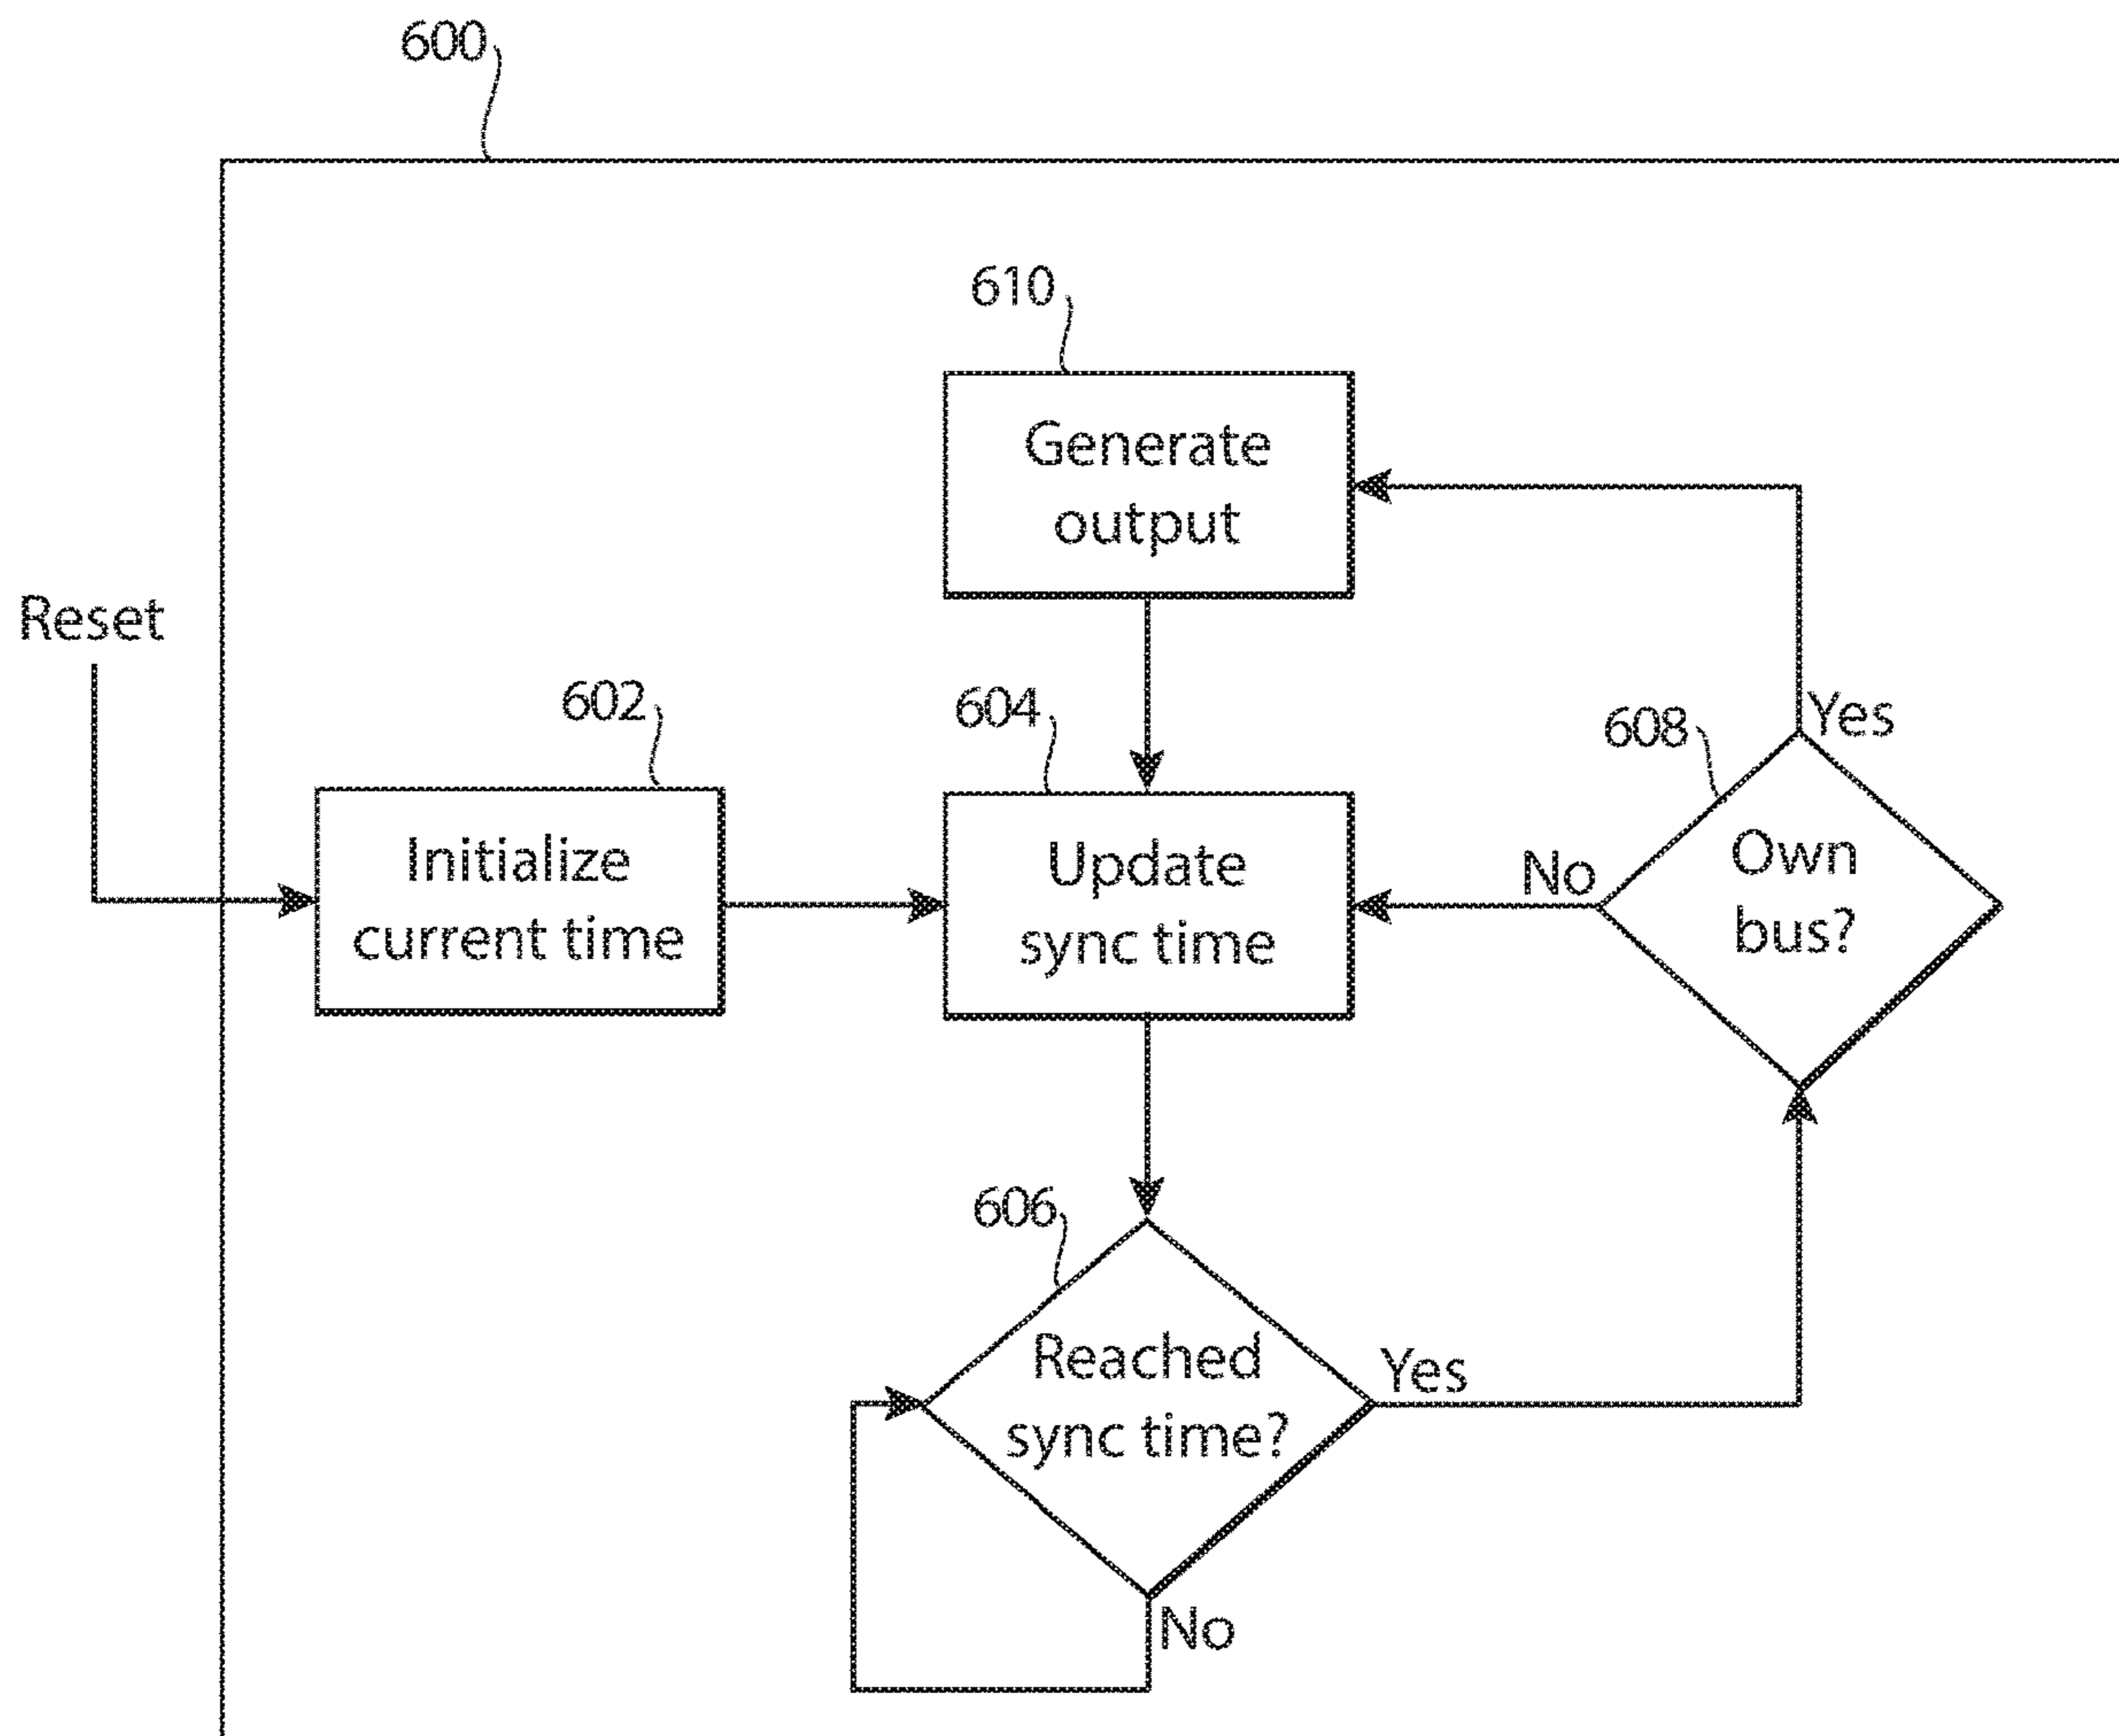 600
610
Generate
output
Reset
602
604
608
Yes
Initialize
current time
Update
sync time
No
Own
bus?
606
Reached
sync time?
Yes
No